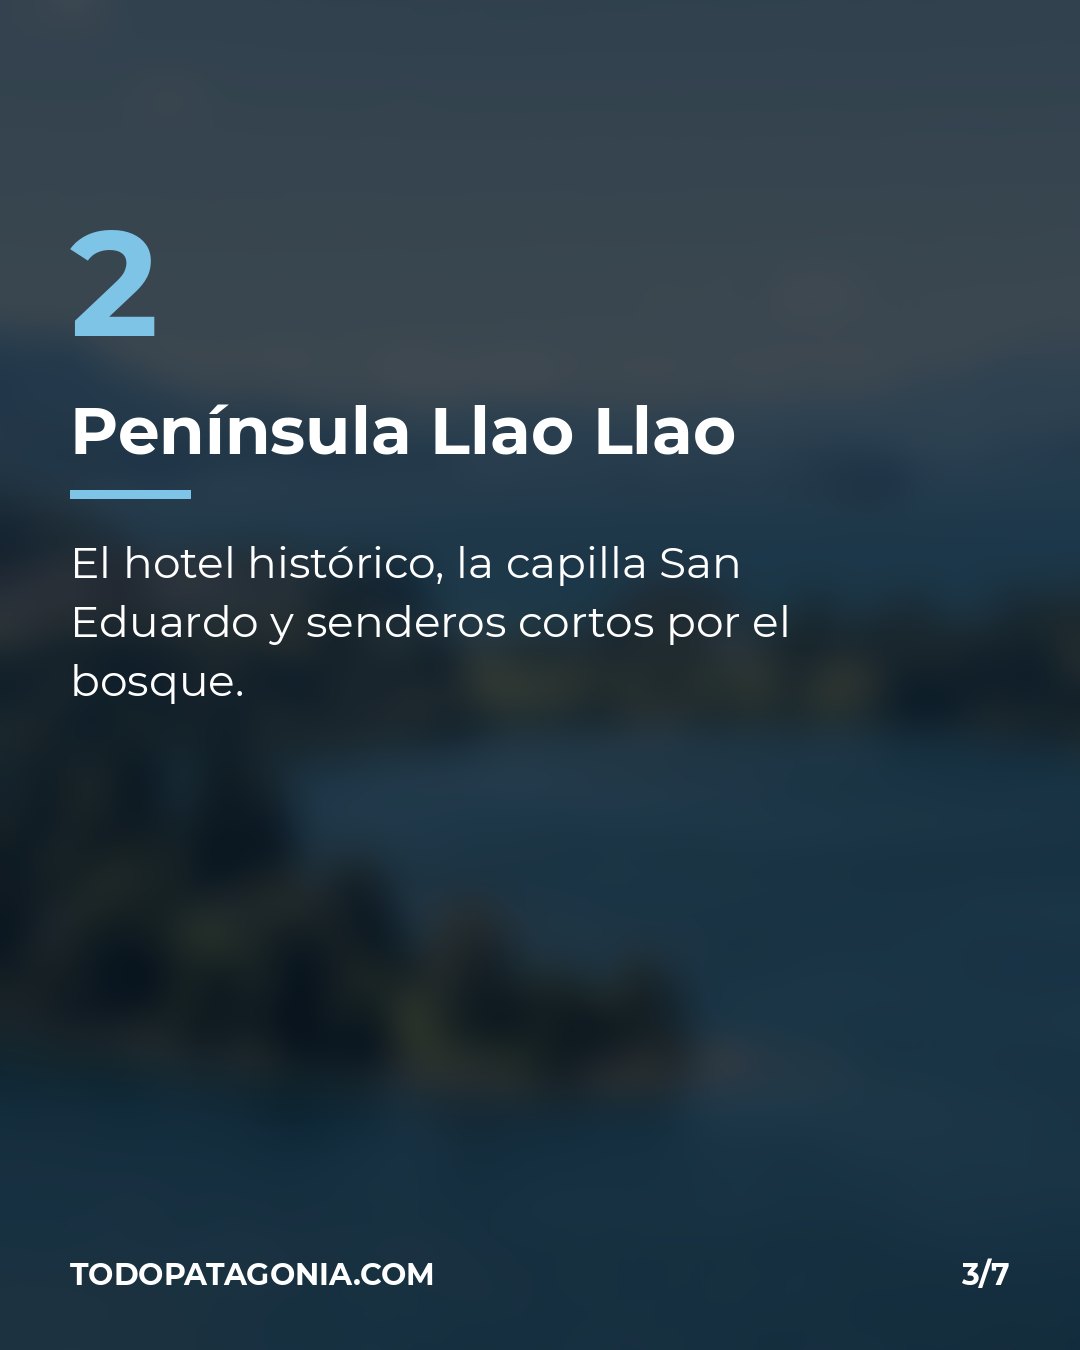 2
Península Llao Llao
El hotel histórico, la capilla San
Eduardo y senderos cortos por el
bosque.
TODOPATAGONIA.COM
3/7